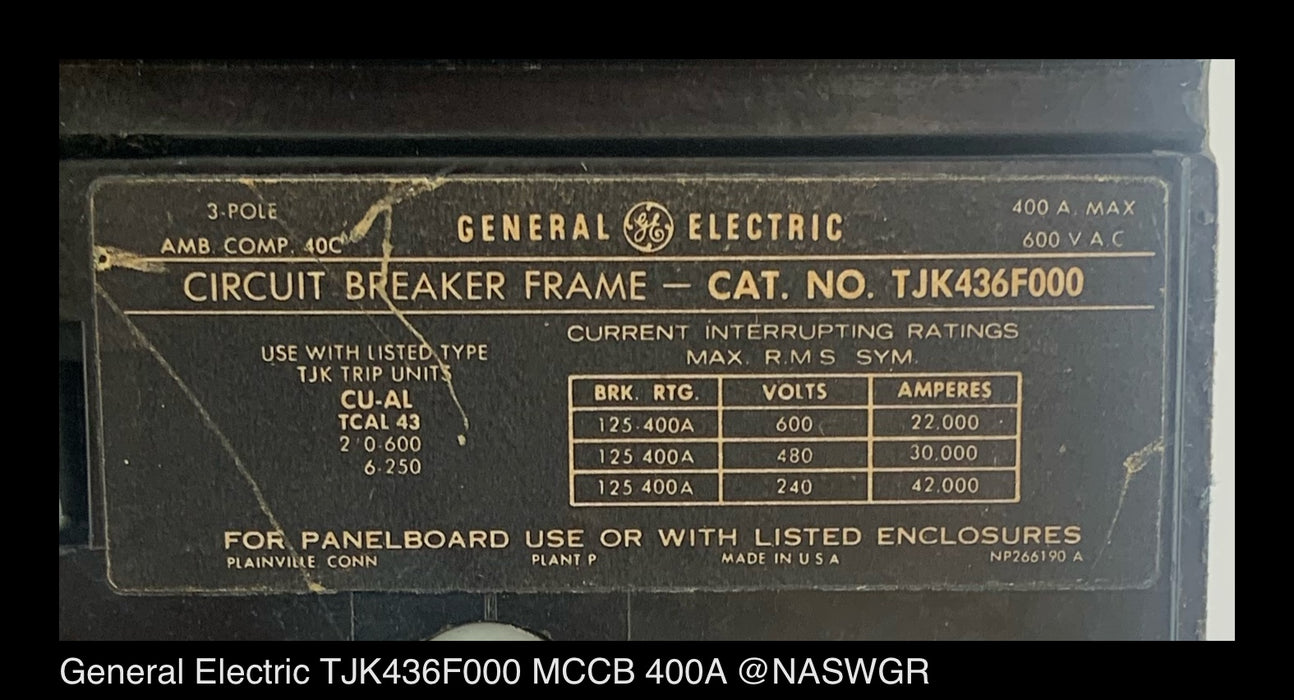 3-POLE
AMB. COMP. 40C
GENERAL GE ELECTRIC
400 A. MAX
600 V A.C
CIRCUIT BREAKER FRAME — CAT. NO. TJK436F000
USE WITH LISTED TYPE
TJK TRIP UNITS
CU-AL
TCAL 43
2 0-600
6-250
CURRENT INTERRUPTING RATINGS
MAX. R.M S SYM.
BRK. RTG. VOLTS AMPERES
125-400A 600 22.000
125 400A 480 30.000
125 400A 240 42.000
FOR PANELBOARD USE OR WITH LISTED ENCLOSURES
PLAINVILLE CONN PLANT P MADE IN U S A NP266190 A
General Electric TJK436F000 MCCB 400A @NASWGR